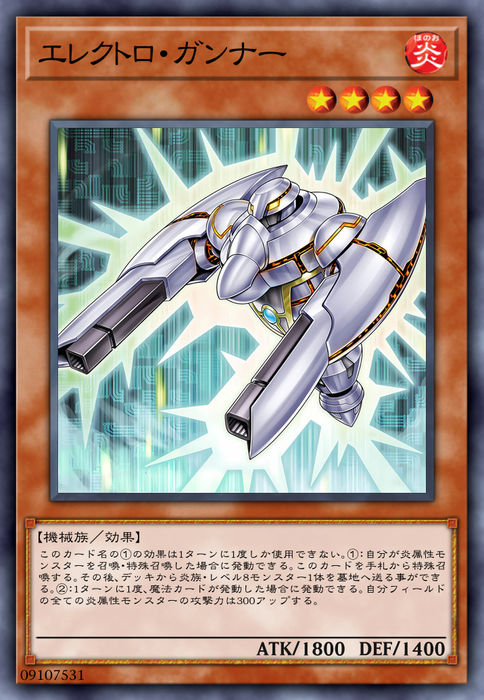 エレクトロ・ガンナー
ほのお
炎
【機械族／効果】
このカード名の①の効果は1ターンに1度しか使用できない。①:自分が炎属性モ
ンスターを召喚・特殊召喚した場合に発動できる。このカードを手札から特殊召
喚する。その後、デッキから炎族・レベル8モンスター1体を墓地へ送る事ができ
る。②:1ターンに1度、魔法カードが発動した場合に発動できる。自分フィールド
の全ての炎属性モンスターの攻撃力は300アップする。
ATK/1800 DEF/1400
09107531